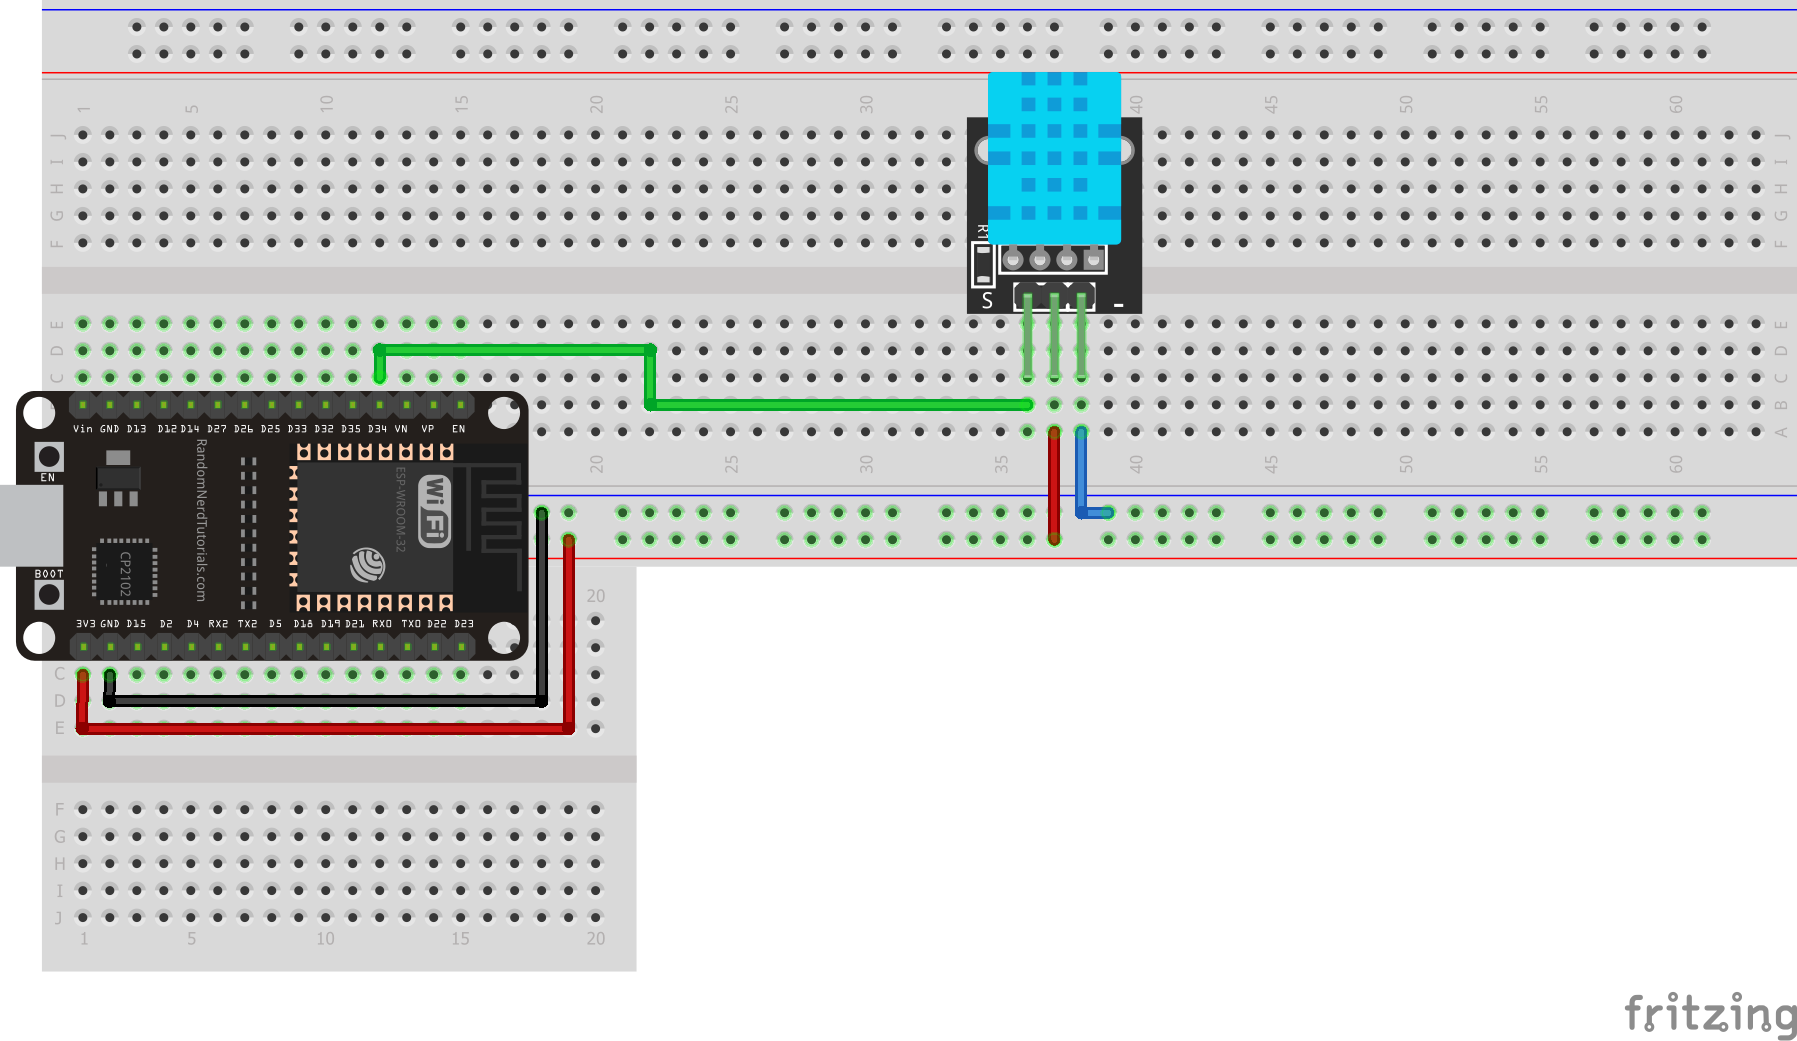 1 5 10 15 20 25 30 40 45 50 55 60
J J
I I
H H
G G
F F
R1
S -
E E
D D
C C
B
A
Vin GND D13 D12 D14 D27 D26 D25 D33 D32 D35 D34 VN VP EN
20 25 30 35 40 45 50 55 60
EN
RandomNerdTutorials.com
ESP-WROOM-32
WiFi
CP2102
BOOT
3V3 GND D15 D2 D4 RX2 TX2 D5 D18 D19 D21 RX0 TX0 D22 D23
20
C
D
E
F
G
H
I
J
1 5 10 15 20
fritzing